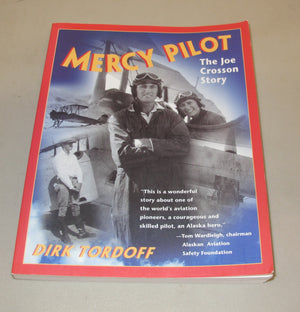 MERCY PILOT
The Joe
Crosson
Story
"This is a wonderful
story about one of
the world's aviation
pioneers, a courageous and
skilled pilot, an Alaska hero."
—Tom Wardleigh, chairman
Alaskan Aviation
Safety Foundation
DIRK TORDOFF